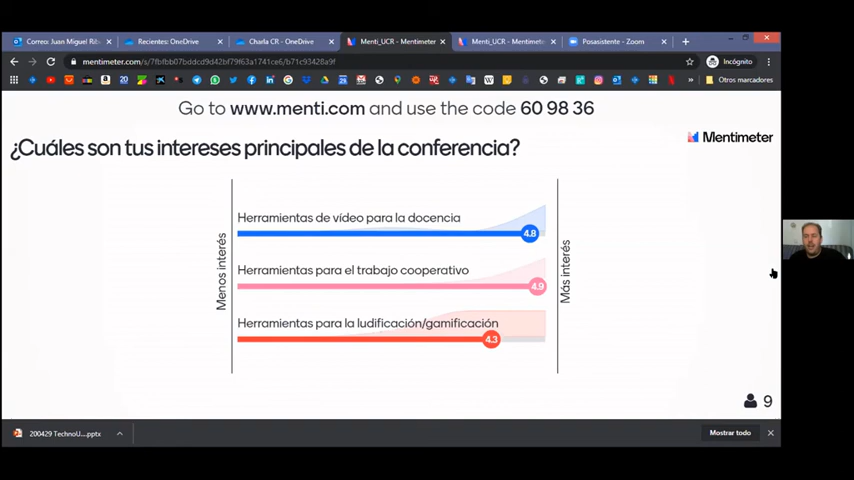 Correo: Juan Miguel Rib
Recientes: OneDrive
Charla CR - OneDrive
Menti_UCR - Mentimeter
Menti_UCR - Mentimete
Posasistente - Zoom
mentimeter.com/s/7fbfbb07bddcd9d42bf69863a1741ce6/b71c93428a9f
Incógnito
Otros marcadores
Go to www.menti.com and use the code 60 98 36
¿Cuáles son tus intereses principales de la conferencia?
Mentimeter
Menos interés
Herramientas de vídeo para la docencia
4.8
Herramientas para el trabajo cooperativo
4.9
Herramientas para la ludificación/gamificación
4.3
Más interés
9
200429 TechnoU....pptx
Mostrar todo